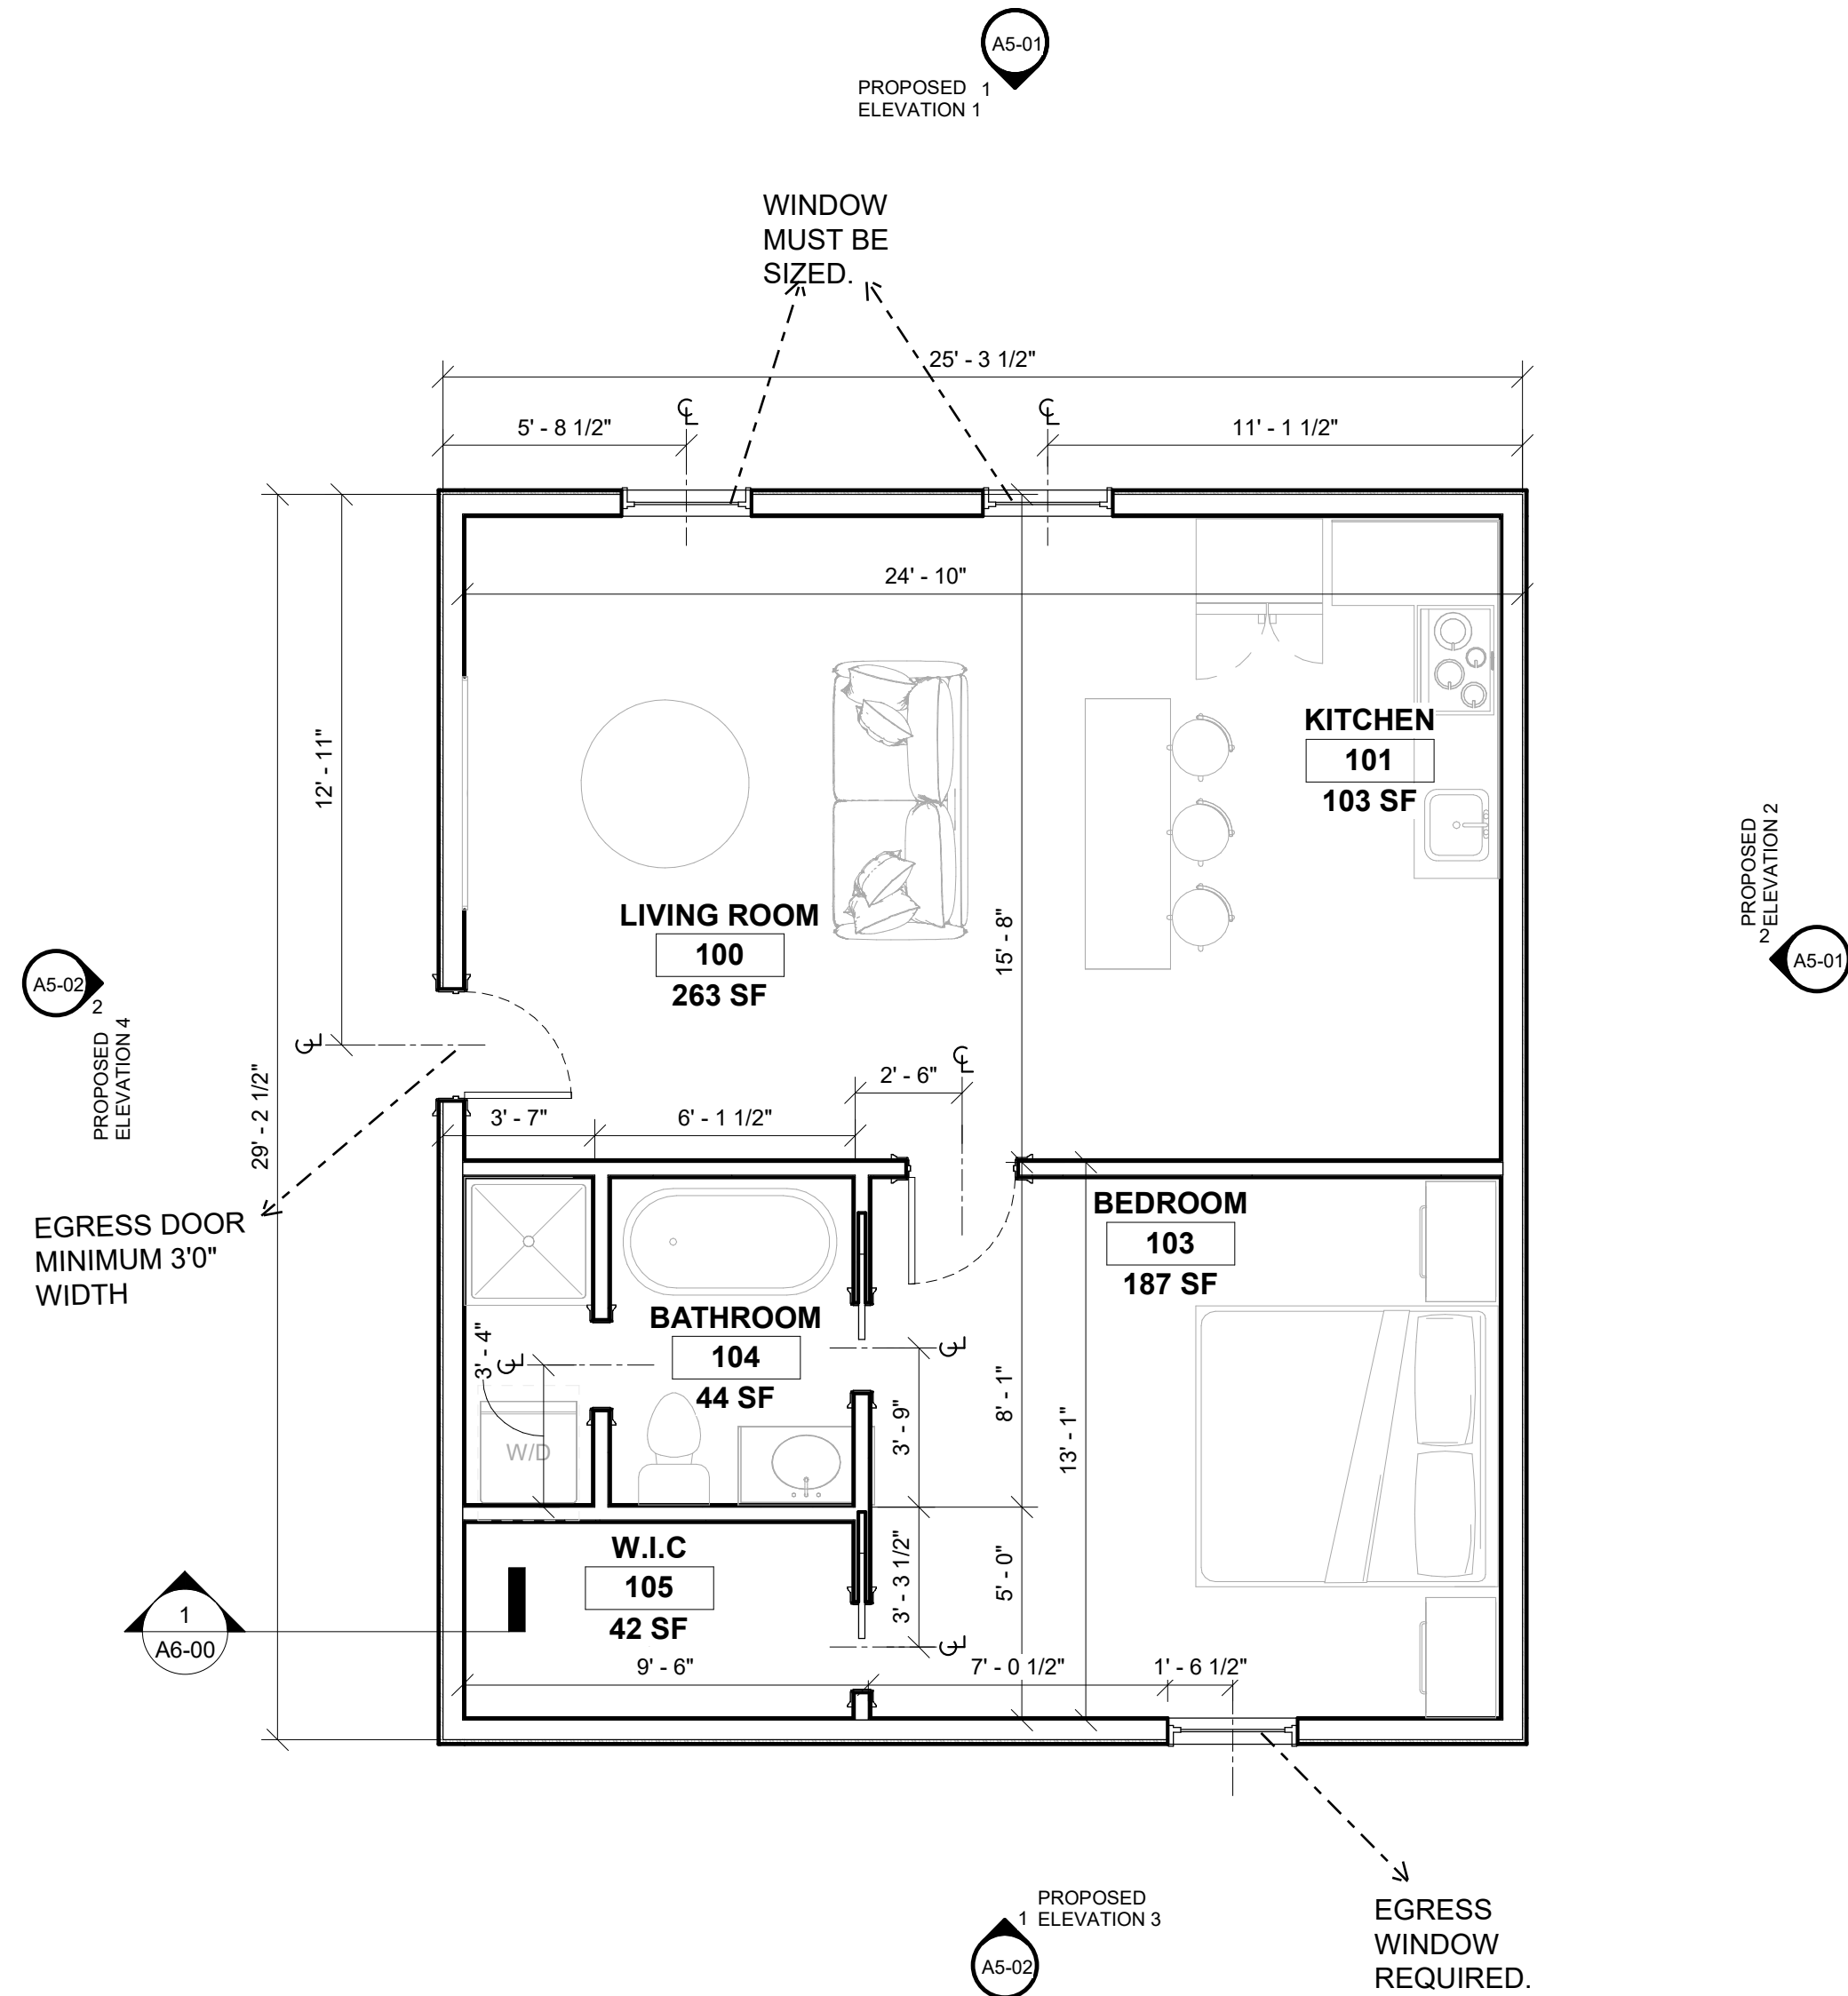 A5-01
PROPOSED 1
ELEVATION 1
WINDOW
MUST BE
SIZED.
25' - 3 1/2"
5' - 8 1/2"
℄
℄
11' - 1 1/2"
24' - 10"
12' - 11"
KITCHEN
101
103 SF
PROPOSED
ELEVATION 2
2
A5-01
LIVING ROOM
100
263 SF
15' - 8"
A5-02
2
PROPOSED
ELEVATION 4
℄
29' - 2 1/2"
2' - 6"
℄
3' - 7"
6' - 1 1/2"
EGRESS DOOR
MINIMUM 3'0"
WIDTH
BEDROOM
103
187 SF
BATHROOM
104
44 SF
3' - 4"
℄
℄
W/D
3' - 9"
8' - 1"
13' - 1"
W.I.C
105
42 SF
3' - 3 1/2"
5' - 0"
1
A6-00
℄
9' - 6"
7' - 0 1/2"
1' - 6 1/2"
PROPOSED
1 ELEVATION 3
A5-02
EGRESS
WINDOW
REQUIRED.